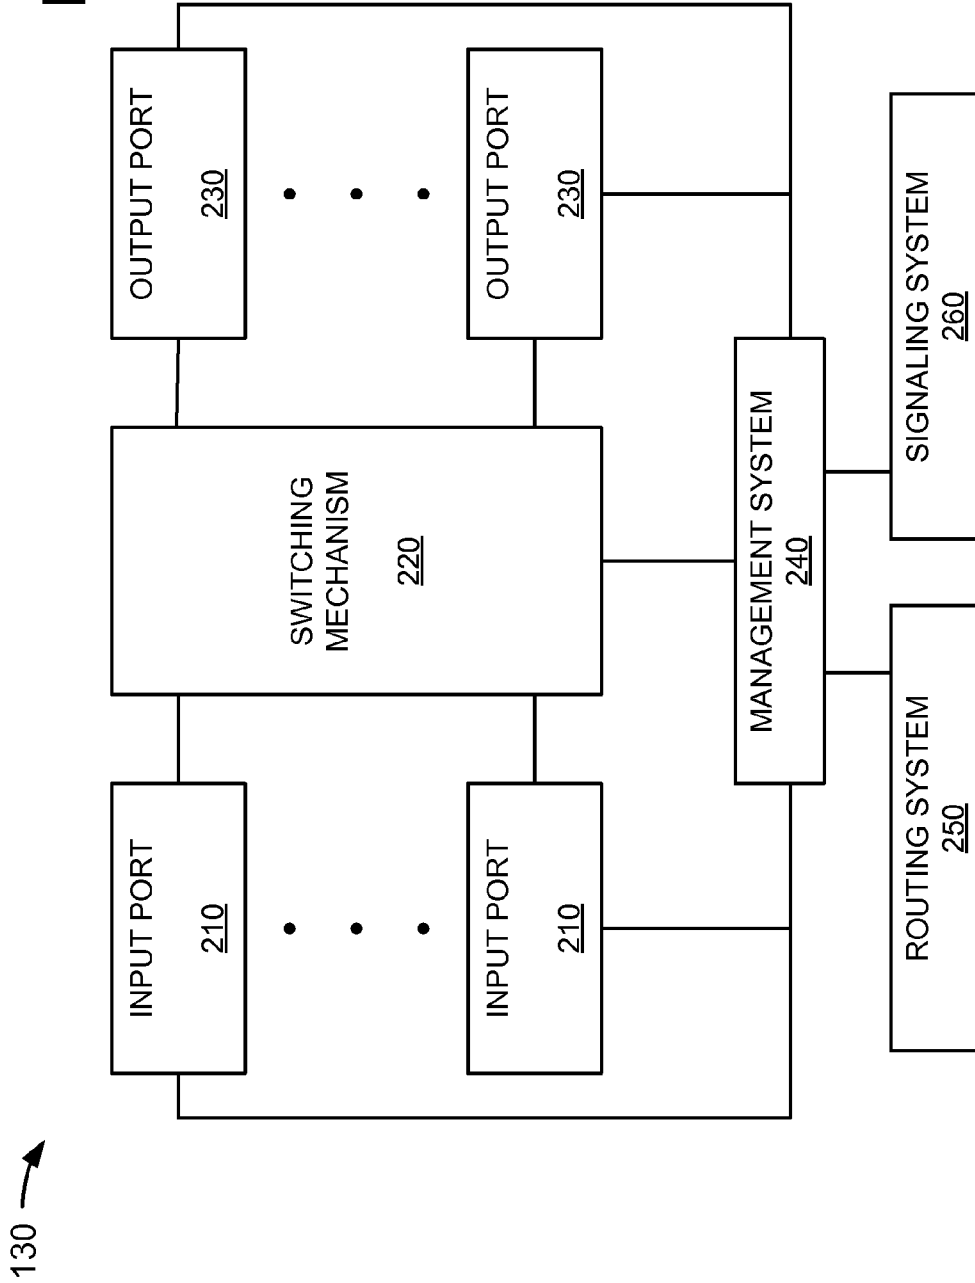 130
INPUT PORT
210
INPUT PORT
210
SWITCHING
MECHANISM
220
OUTPUT PORT
230
OUTPUT PORT
230
MANAGEMENT SYSTEM
240
ROUTING SYSTEM
250
SIGNALING SYSTEM
260